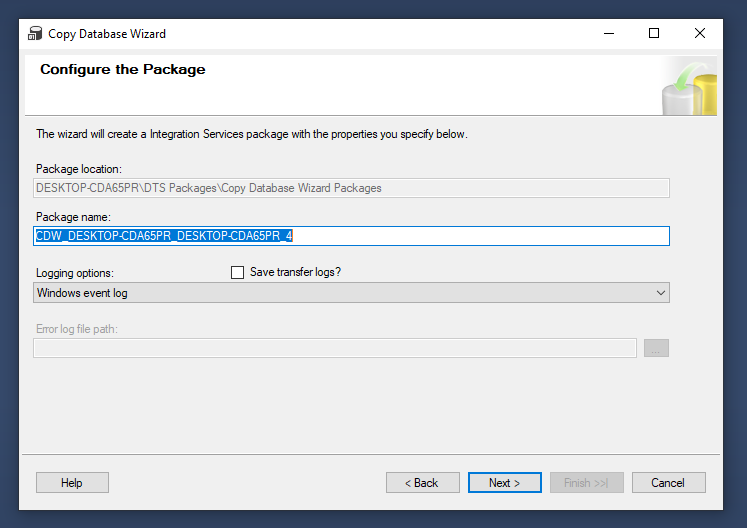 Copy Database Wizard
Configure the Package
The wizard will create a Integration Services package with the properties you specify below.
Package location:
DESKTOP-CDA65PR\DTS Packages\Copy Database Wizard Packages
Package name:
CDW_DESKTOP-CDA65PR_DESKTOP-CDA65PR_4
Logging options:
Save transfer logs?
Windows event log
Error log file path:
...
Help
< Back
Next >
Finish >>|
Cancel